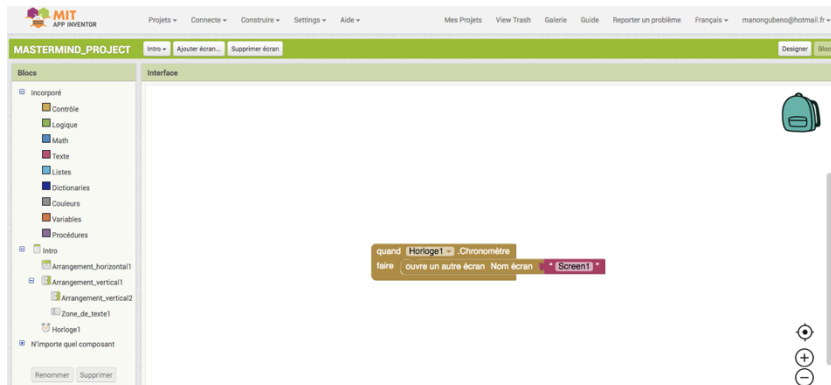 MIT
APP INVENTOR
Projets Connecte Construire Settings Aide Mes Projets View Trash Galerie Guide Reporter un problème Français manongubeno@hotmail.fr
MASTERMIND_PROJECT Intro Ajouter écran... Supprimer écran Designer Bloc
Blocs Interface
Incorporé
Contrôle
Logique
Math
Texte
Listes
Dictionaries
Couleurs
Variables
Procédures
Intro
Arrangement_horizontal1
Arrangement_vertical1
Arrangement_vertical2
Zone_de_texte1
Horloge1
N'importe quel composant
Renommer Supprimer
quand Horloge1 .Chronomètre
faire ouvre un autre écran Nom écran " Screen1 "